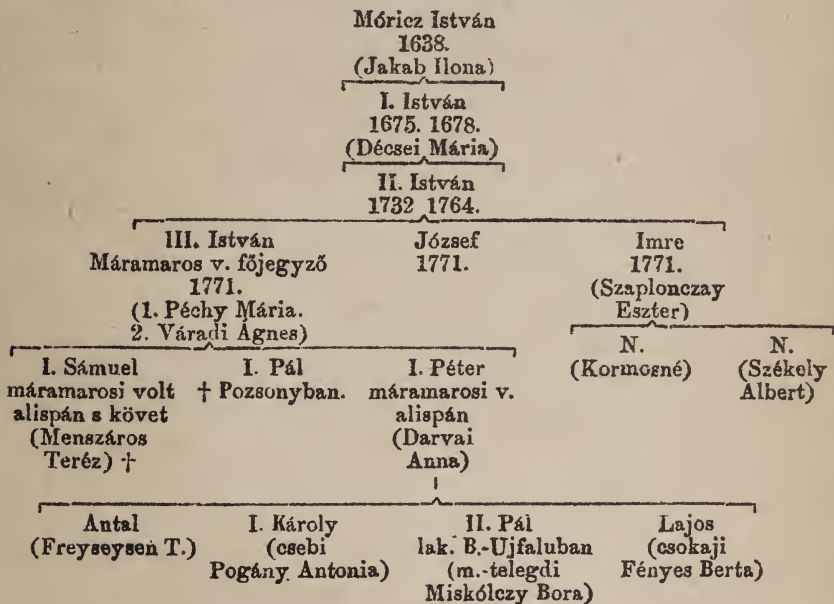 Móricz István
1638.
(Jakab Ilona)
I. István
1675. 1678.
(Décsei Mária)
II. István
1732 1764.
III. István
Máramaros v. főjegyző
1771.
(1. Péchy Mária.
2. Váradi Ágnes)
József
1771.
Imre
1771.
(Szaplonczay
Eszter)
I. Sámuel
máramarosi volt
alispán s követ
(Menszáros
Teréz) †
I. Pál
† Pozsonyban.
I. Péter
máramarosi v.
alispán
(Darvai
Anna)
N.
(Kormosné)
N.
(Székely
Albert)
Antal
(Freyseysen T.)
I. Károly
(csebi
Pogány Antonia)
II. Pál
lak. B.-Ujfaluban
(m.-telegdi
Miskólczy Bora)
Lajos
(csokaji
Fényes Berta)